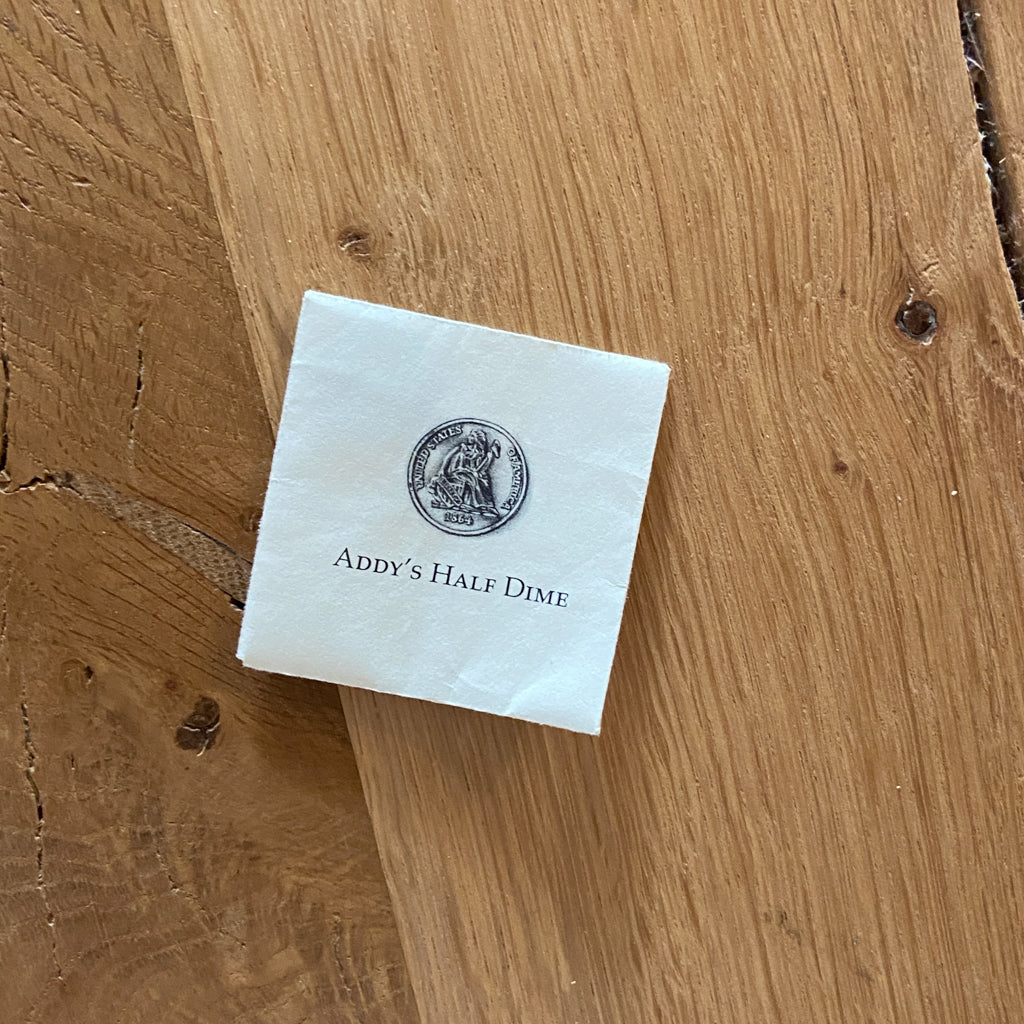 UNITED STATES OF AMERICA
1864
ADDY'S HALF DIME